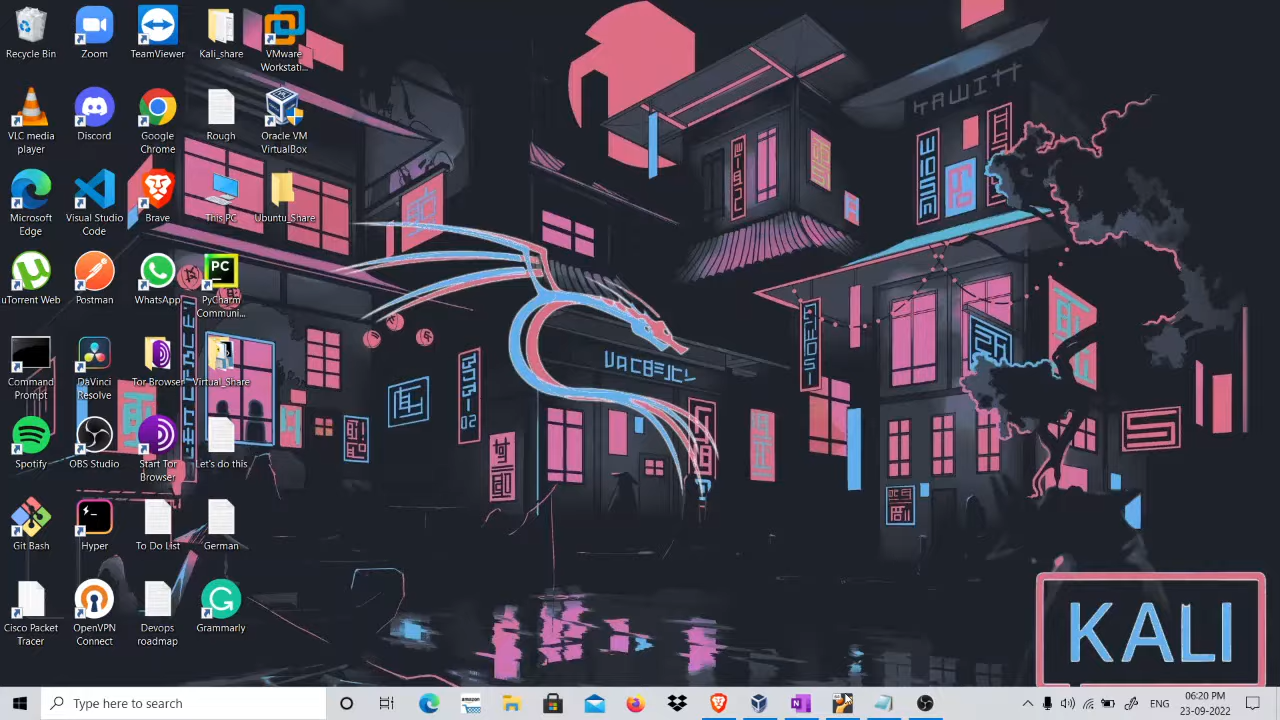 Recycle Bin
Zoom
TeamViewer
Kali_share
VMware
Workstati...
VLC media
player
Discord
Google
Chrome
Rough
Oracle VM
VirtualBox
Microsoft
Edge
Visual Studio
Code
Brave
This PC
Ubuntu_Share
uTorrent Web
Postman
WhatsApp
PC
PyCharm
Communi...
Command
Prompt
DaVinci
Resolve
Tor Browser
Virtual_Share
Spotify
OBS Studio
Start Tor
Browser
Let's do this
Git Bash
Hyper
To Do List
German
Cisco Packet
Tracer
OpenVPN
Connect
Devops
roadmap
Grammarly
KALI
Type here to search
amazon
ENG
06:20 PM
23-09-2022